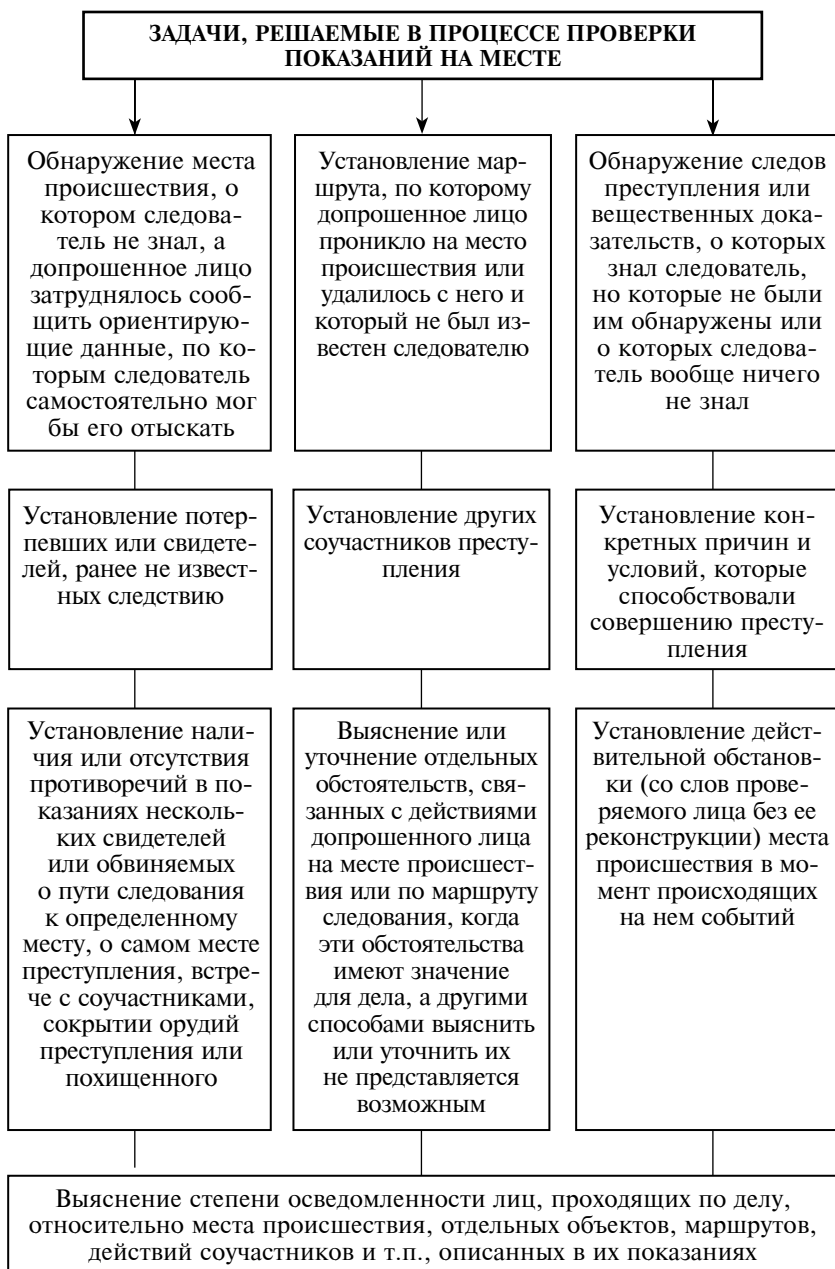 ЗАДАЧИ, РЕШАЕМЫЕ В ПРОЦЕССЕ ПРОВЕРКИ
ПОКАЗАНИЙ НА МЕСТЕ
Обнаружение места
происшествия, о
котором следова-
тель не знал, а
допрошенное лицо
затруднялось сооб-
щить ориентирую-
щие данные, по ко-
торым следователь
самостоятельно мог
бы его отыскать
Установление мар-
шрута, по которому
допрошенное лицо
проникло на место
происшествия или
удалилось с него и
который не был из-
вестен следователю
Обнаружение следов
преступления или
вещественных дока-
зательств, о которых
знал следователь,
но которые не были
им обнаружены или
о которых следова-
тель вообще ничего
не знал
Установление потер-
певших или свидете-
лей, ранее не извест-
ных следствию
Установление других
соучастников престу-
пления
Установление кон-
кретных причин и
условий, которые
способствовали
совершению престу-
пления
Установление нали-
чия или отсутствия
противоречий в по-
казаниях несколь-
ких свидетелей
или обвиняемых
о пути следования
к определенному
месту, о самом месте
преступления, встре-
че с соучастниками,
сокрытии орудий
преступления или
похищенного
Выяснение или
уточнение отдельных
обстоятельств, свя-
занных с действиями
допрошенного лица
на месте происшест-
вия или по маршруту
следования, когда
эти обстоятельства
имеют значение
для дела, а другими
способами выяснить
или уточнить их
не представляется
возможным
Установление дейст-
вительной обстанов-
ки (со слов прове-
ряемого лица без ее
реконструкции) места
происшествия в мо-
мент происходящих
на нем событий
Выяснение степени осведомленности лиц, проходящих по делу,
относительно места происшествия, отдельных объектов, маршрутов,
действий соучастников и т.п., описанных в их показаниях